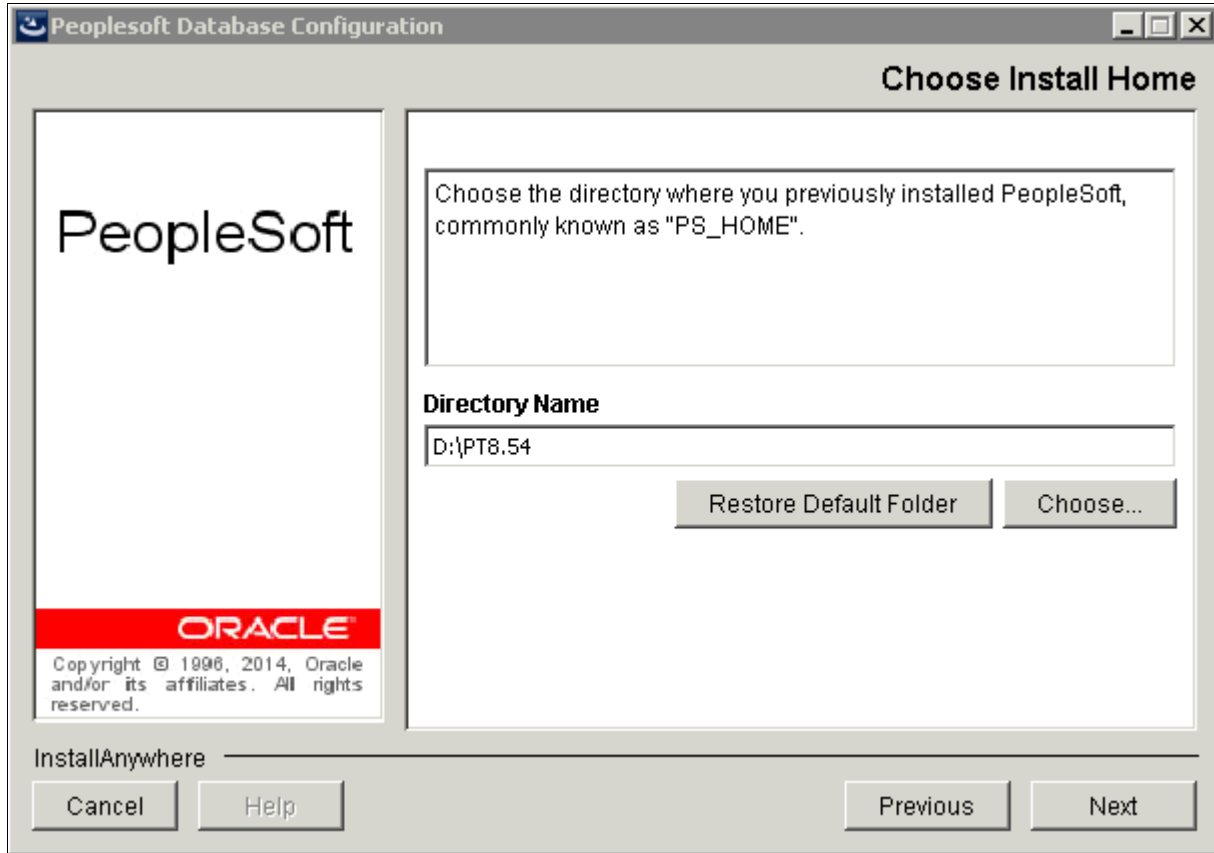 Peoplesoft Database Configuration
Choose Install Home
PeopleSoft
ORACLE
Copyright © 1996, 2014, Oracle
and/or its affiliates. All rights
reserved.
Choose the directory where you previously installed PeopleSoft,
commonly known as "PS_HOME".
Directory Name
D:\PT8.54
Restore Default Folder
Choose...
InstallAnywhere
Cancel
Help
Previous
Next